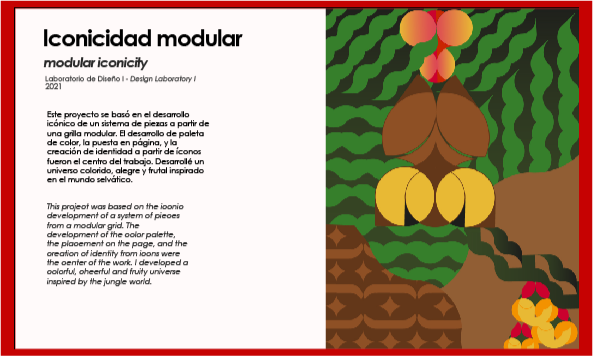 Iconicidad modular
modular iconicity
Laboratorio de Diseño I - Design Laboratory I
2021
Este proyecto se basó en el desarrollo
icónico de un sistema de piezas a partir de
una grilla modular. El desarrollo de paleta
de color, la puesta en página, y la
creación de identidad a partir de íconos
fueron el centro del trabajo. Desarrollé un
universo colorido, alegre y frutal inspirado
en el mundo selvático.
This project was based on the iconic
development of a system of pieces
from a modular grid. The
development of the color palette,
the placement on the page, and the
creation of identity from icons were
the center of the work. I developed a
colorful, cheerful and fruity universe
inspired by the jungle world.